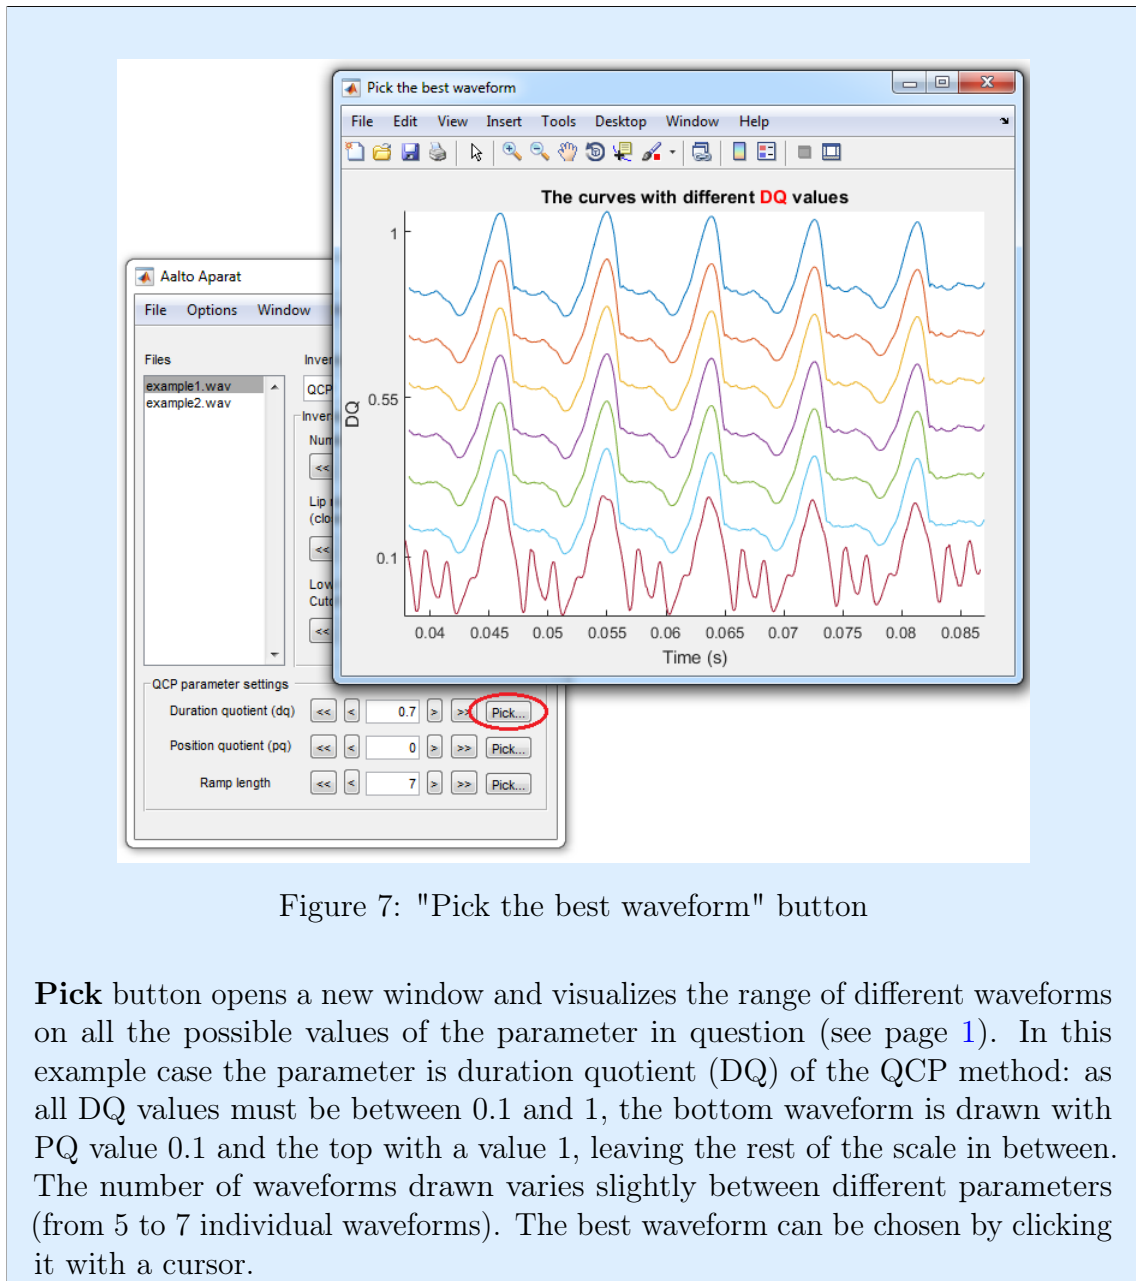 Pick the best waveform
File Edit View Insert Tools Desktop Window Help
The curves with different DQ values
1
0.55
0.1
DQ
0.04 0.045 0.05 0.055 0.06 0.065 0.07 0.075 0.08 0.085
Time (s)
Aalto Aparat
File Options Window
Files
example1.wav
example2.wav
Inver
QCP
Inver
Num
<<
Lip
(clo
<<
Low
Cuto
<<
QCP parameter settings
Duration quotient (dq) << < 0.7 > >> Pick...
Position quotient (pq) << < 0 > >> Pick...
Ramp length << < 7 > >> Pick...
Figure 7: "Pick the best waveform" button
Pick button opens a new window and visualizes the range of different waveforms
on all the possible values of the parameter in question (see page 1). In this
example case the parameter is duration quotient (DQ) of the QCP method: as
all DQ values must be between 0.1 and 1, the bottom waveform is drawn with
PQ value 0.1 and the top with a value 1, leaving the rest of the scale in between.
The number of waveforms drawn varies slightly between different parameters
(from 5 to 7 individual waveforms). The best waveform can be chosen by clicking
it with a cursor.